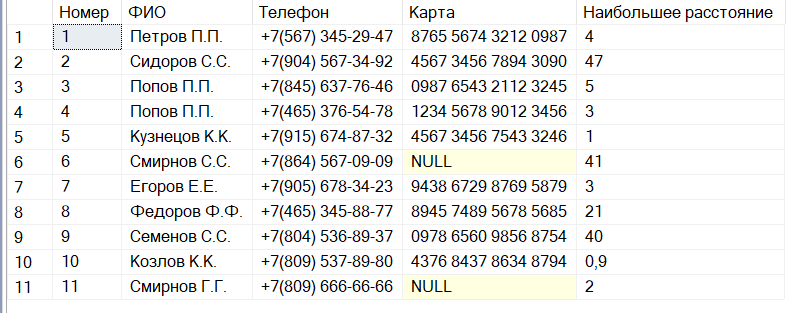 Номер ФИО Телефон Карта Наибольшее расстояние
1 1 Петров П.П. +7(567) 345-29-47 8765 5674 3212 0987 4
2 2 Сидоров С.С. +7(904) 567-34-92 4567 3456 7894 3090 47
3 3 Попов П.П. +7(845) 637-76-46 0987 6543 2112 3245 5
4 4 Попов П.П. +7(465) 376-54-78 1234 5678 9012 3456 3
5 5 Кузнецов К.К. +7(915) 674-87-32 4567 3456 7543 3246 1
6 6 Смирнов С.С. +7(864) 567-09-09 NULL 41
7 7 Егоров Е.Е. +7(905) 678-34-23 9438 6729 8769 5879 3
8 8 Федоров Ф.Ф. +7(465) 345-88-77 8945 7489 5678 5685 21
9 9 Семенов С.С. +7(804) 536-89-37 0978 6560 9856 8754 40
10 10 Козлов К.К. +7(809) 537-89-80 4376 8437 8634 8794 0,9
11 11 Смирнов Г.Г. +7(809) 666-66-66 NULL 2